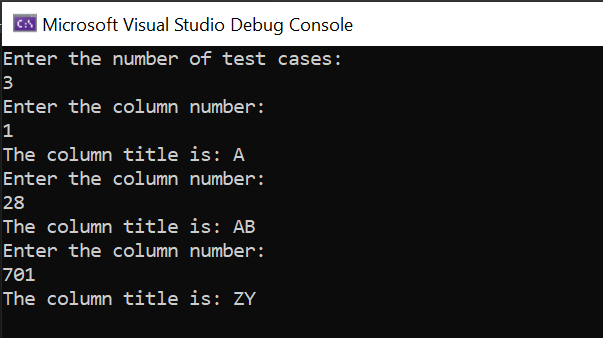 C:\
Microsoft Visual Studio Debug Console
Enter the number of test cases:
3
Enter the column number:
1
The column title is: A
Enter the column number:
28
The column title is: AB
Enter the column number:
701
The column title is: ZY